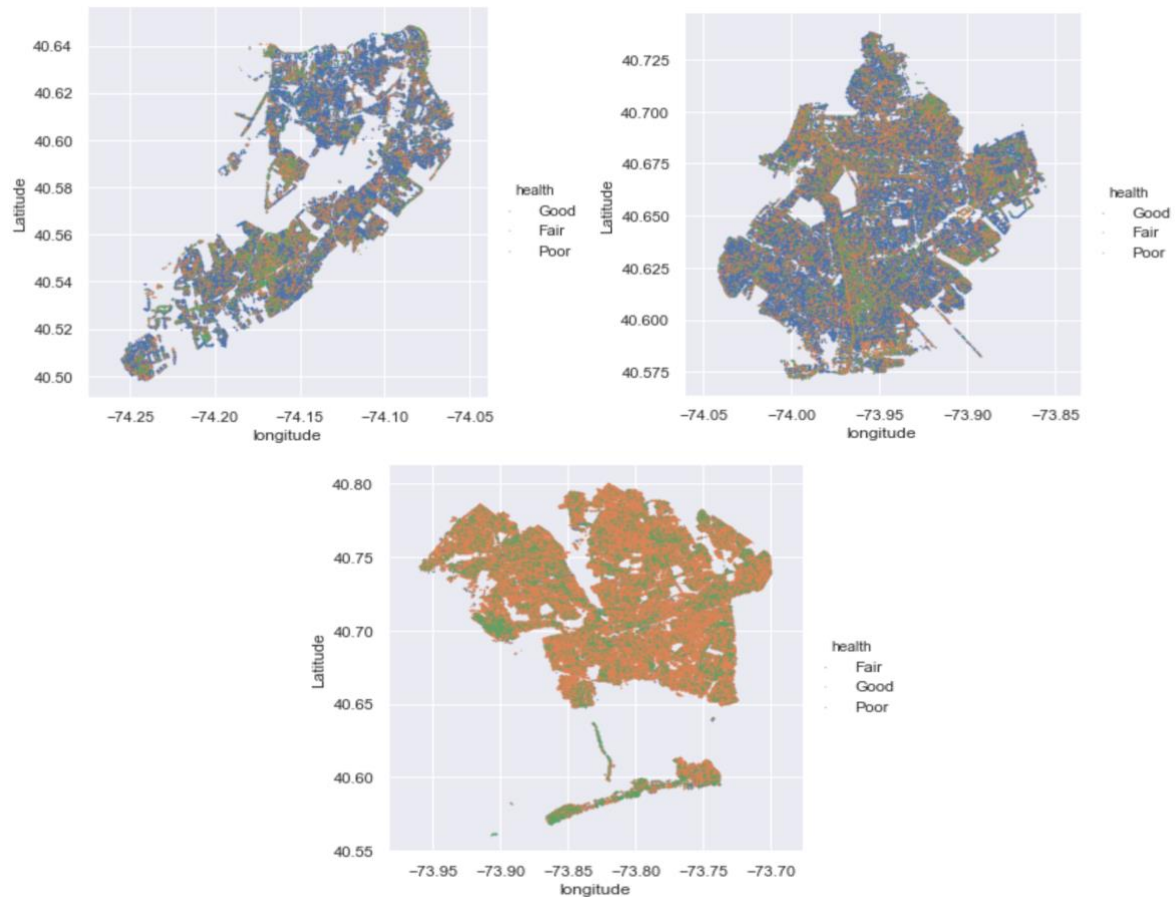 40.64
40.62
40.60
40.58
40.56
40.54
40.52
40.50
Latitude
−74.25 −74.20 −74.15 −74.10 −74.05
longitude
health
Good
Fair
Poor
40.725
40.700
40.675
40.650
40.625
40.600
40.575
Latitude
−74.05 −74.00 −73.95 −73.90 −73.85
longitude
health
Good
Fair
Poor
40.80
40.75
40.70
40.65
40.60
40.55
Latitude
−73.95 −73.90 −73.85 −73.80 −73.75 −73.70
longitude
health
Fair
Good
Poor